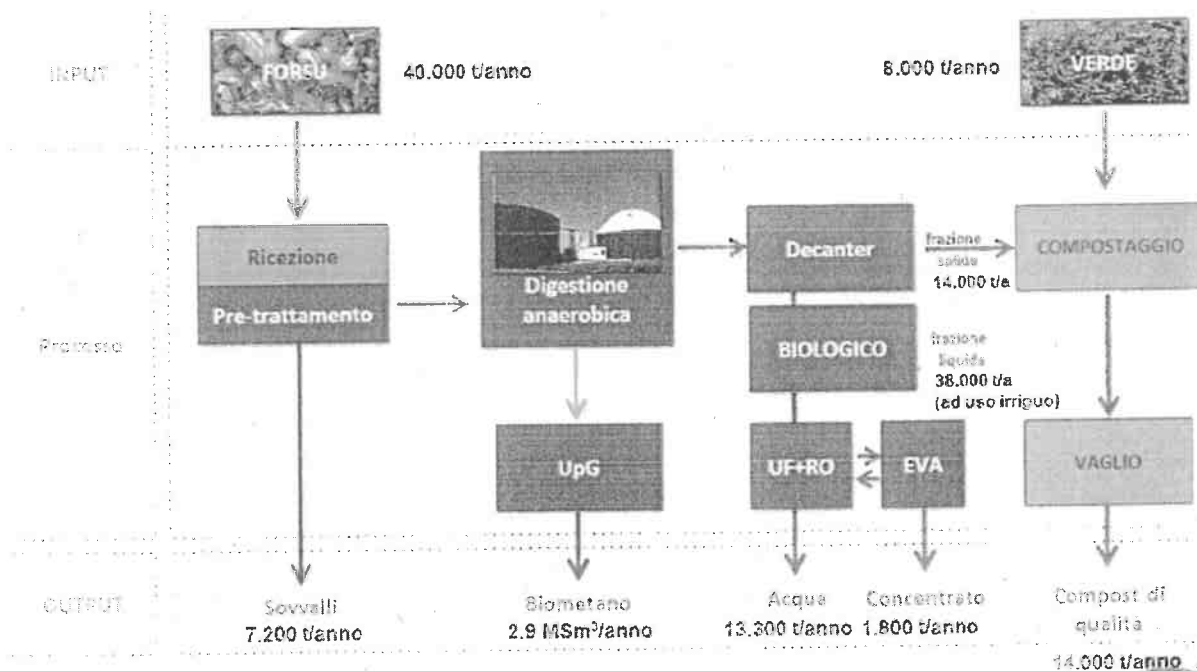 INPUT
FORSU
40.000 t/anno
8.000 t/anno
VERDE
Processo
Ricezione
Pre-trattamento
Digestione
anaerobica
UpG
Decanter
frazione
solida
14.000 t/a
BIOLOGICO
frazione
liquida
38.000 t/a
(ad uso irriguo)
UF+RO
EVA
COMPOSTAGGIO
VAGLIO
OUTPUT
Sovvalli
7.200 t/anno
Biometano
2.9 MSm³/anno
Acqua
13.300 t/anno
Concentrato
1.800 t/anno
Compost di
qualità
14.000 t/anno